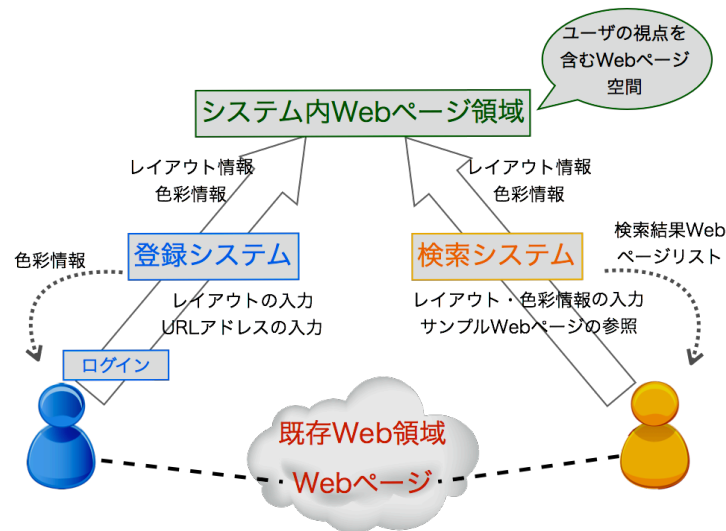 ユーザの視点を
含むWebページ
空間
システム内Webページ領域
レイアウト情報
色彩情報
レイアウト情報
色彩情報
登録システム
検索システム
色彩情報
検索結果Web
ページリスト
レイアウトの入力
URLアドレスの入力
レイアウト・色彩情報の入力
サンプルWebページの参照
ログイン
既存Web領域
Webページ